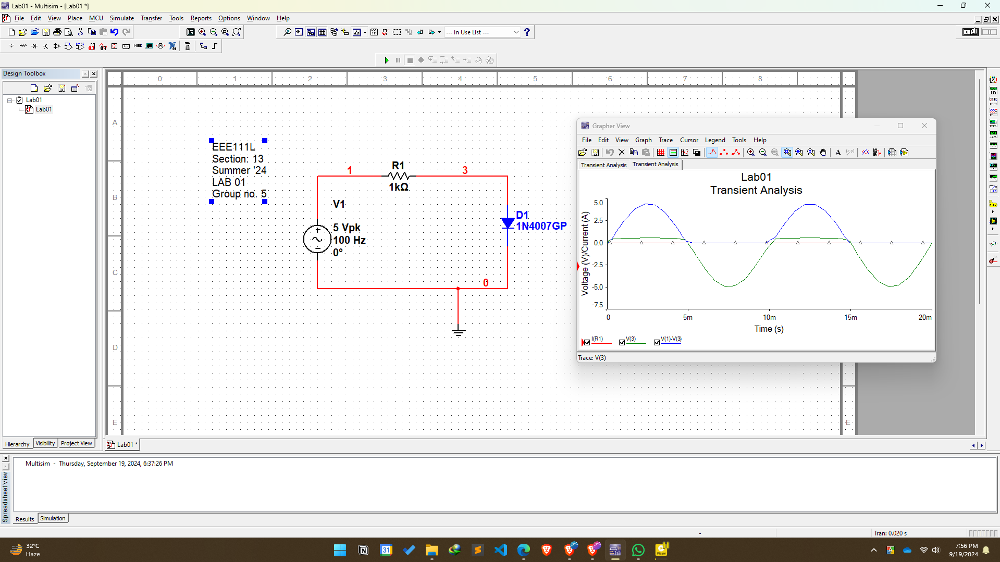 Lab01 - Multisim - [Lab01 *]
File Edit View Place MCU Simulate Transfer Tools Reports Options Window Help
--- In Use List ---
Design Toolbox
Lab01
Lab01
0 1 2 3 4 5 6 7 8
A
B
C
D
E
E
EEE111L
Section: 13
Summer '24
LAB 01
Group no. 5
1
R1
1kΩ
3
V1
5 Vpk
100 Hz
0°
D1
1N4007GP
0
Grapher View
File Edit View Graph Trace Cursor Legend Tools Help
Transient Analysis Transient Analysis
Lab01
Transient Analysis
Voltage (V)/Current (A)
5.0
2.5
0.0
-2.5
-5.0
-7.5
0 5m 10m 15m 20m
Time (s)
I(R1) V(3) V(1)-V(3)
Trace: V(3)
Hierarchy Visibility Project View
Lab01 *
Multisim - Thursday, September 19, 2024, 6:37:26 PM
Spreadsheet View
Results Simulation
-
Tran: 0.020 s
32°C
Haze
7:56 PM
9/19/2024